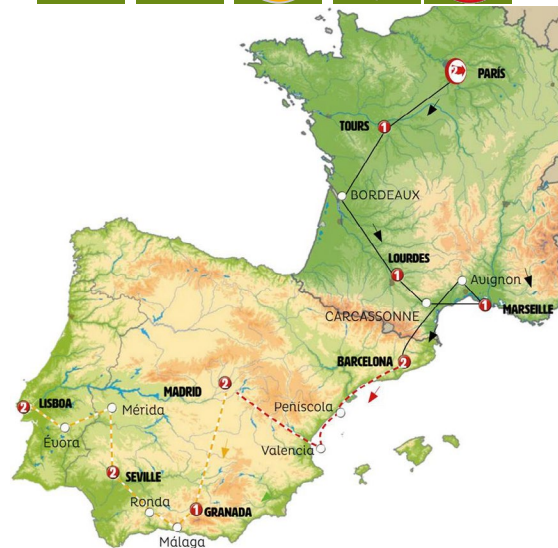 2
PARÍS
TOURS
1
BORDEAUX
LOURDES
1
Avignon
CARCASSONNE
1
MARSEILLE
BARCELONA
2
MADRID
2
Peñiscola
2
LISBOA
Mérida
Évora
Valencia
2
SEVILLE
Ronda
1
GRANADA
Málaga